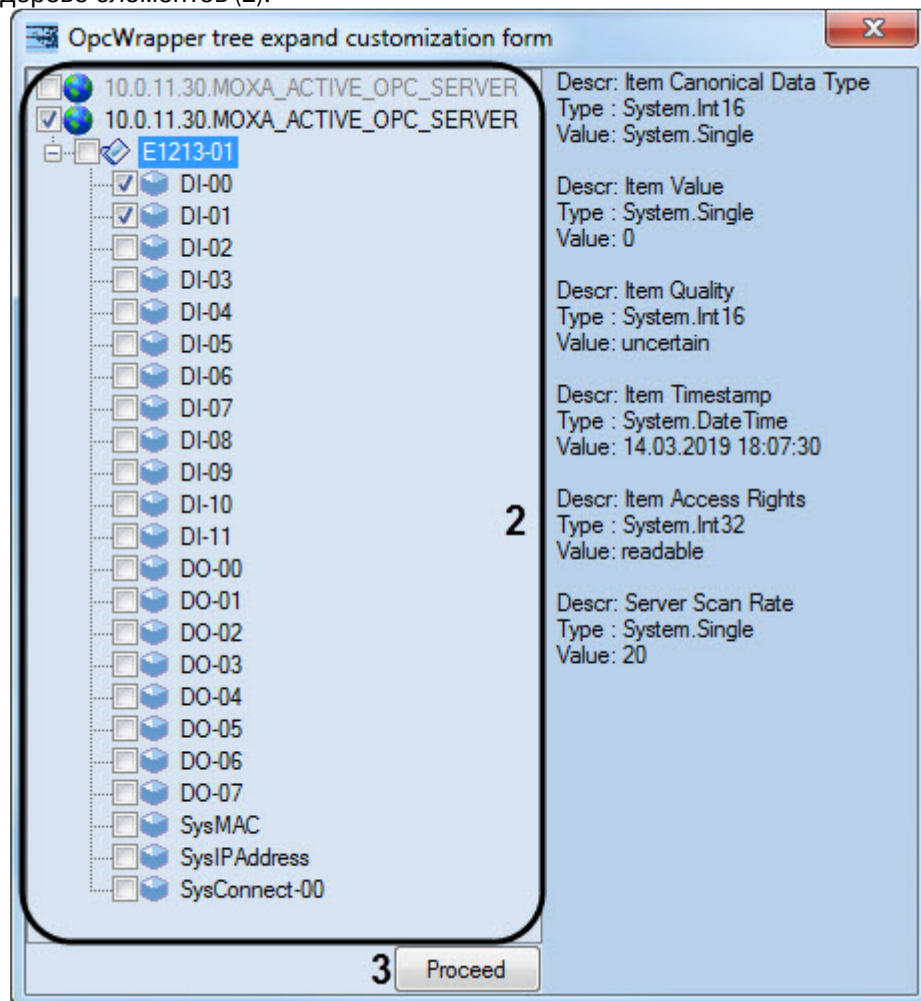 дерево элементов (2).
OpcWrapper tree expand customization form
x
10.0.11.30.MOXA_ACTIVE_OPC_SERVER
10.0.11.30.MOXA_ACTIVE_OPC_SERVER
E1213-01
DI-00
DI-01
DI-02
DI-03
DI-04
DI-05
DI-06
DI-07
DI-08
DI-09
DI-10
DI-11
DO-00
DO-01
DO-02
DO-03
DO-04
DO-05
DO-06
DO-07
SysMAC
SysIPAddress
SysConnect-00
2
Descr: Item Canonical Data Type
Type : System.Int16
Value: System.Single
Descr: Item Value
Type : System.Single
Value: 0
Descr: Item Quality
Type : System.Int16
Value: uncertain
Descr: Item Timestamp
Type : System.DateTime
Value: 14.03.2019 18:07:30
Descr: Item Access Rights
Type : System.Int32
Value: readable
Descr: Server Scan Rate
Type : System.Single
Value: 20
3 Proceed